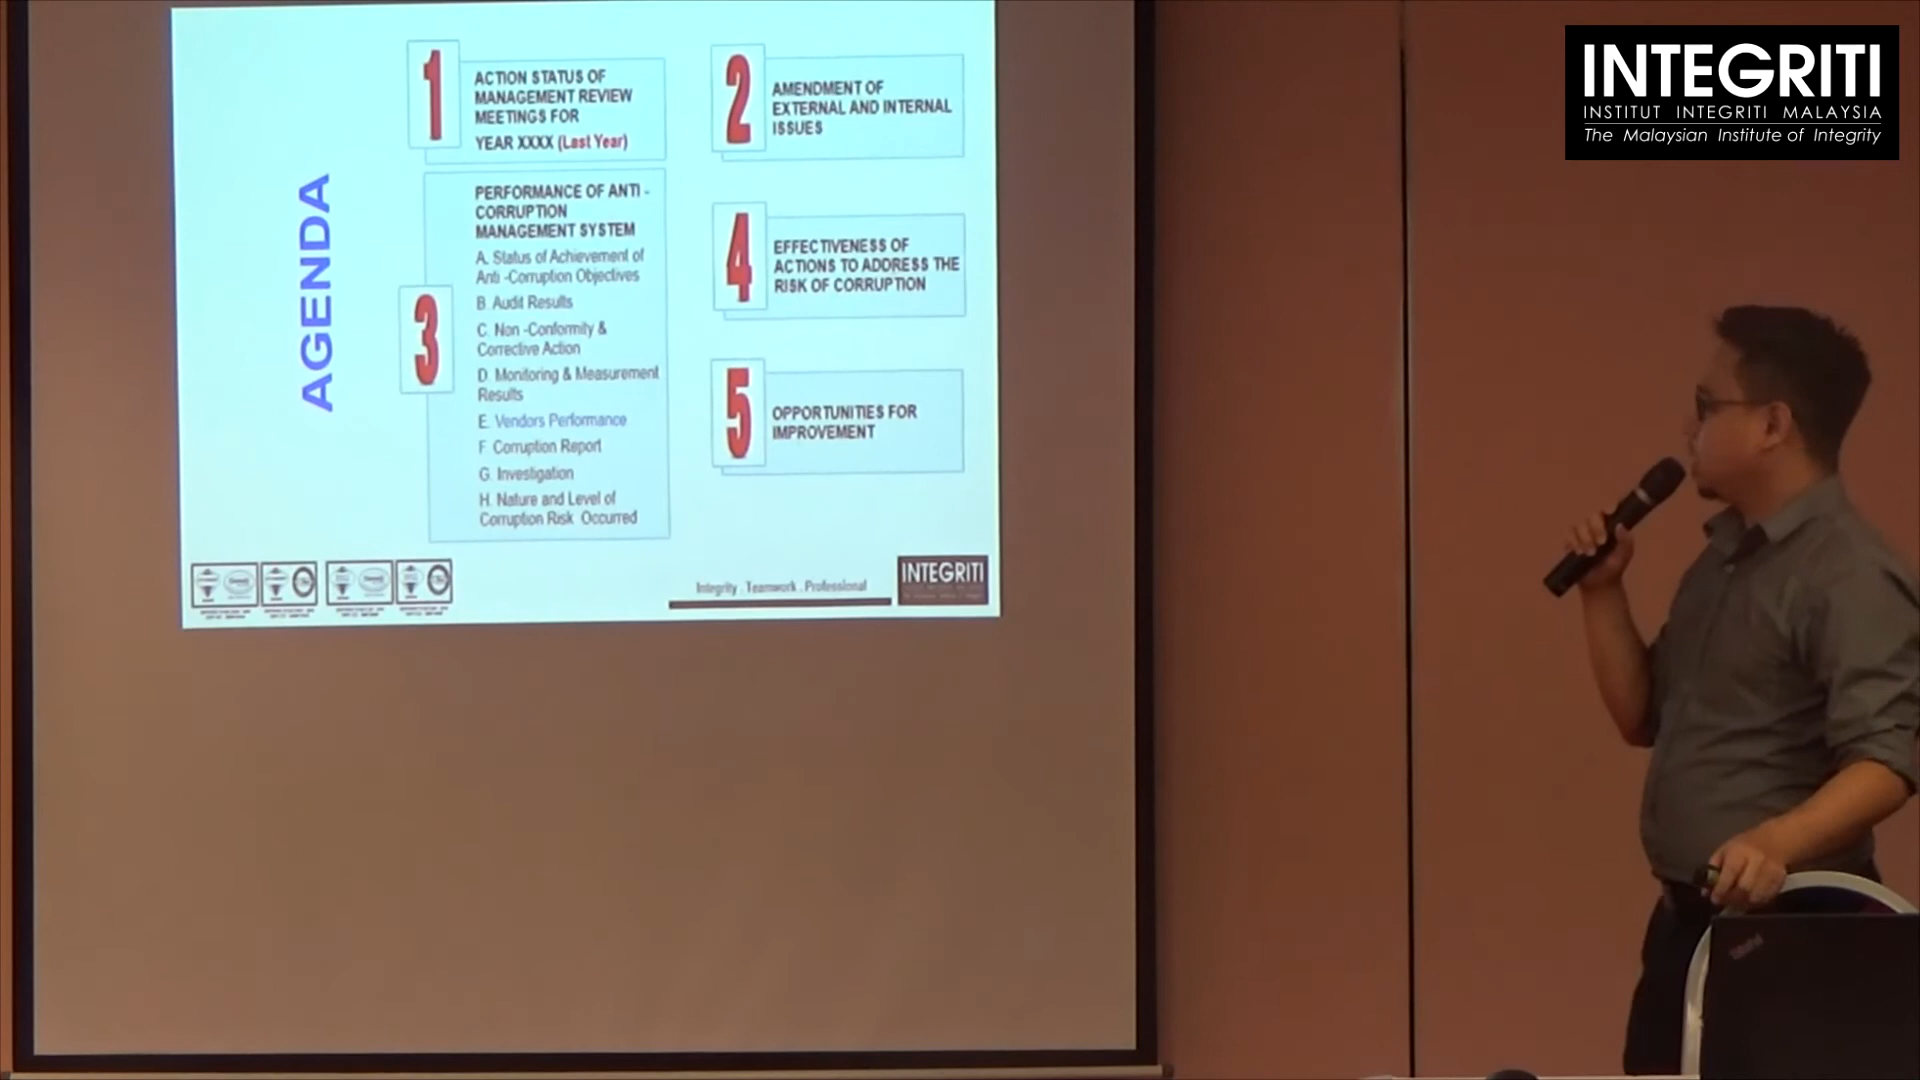 AGENDA
1
ACTION STATUS OF
MANAGEMENT REVIEW
MEETINGS FOR
YEAR XXXX (Last Year)
2
AMENDMENT OF
EXTERNAL AND INTERNAL
ISSUES
3
PERFORMANCE OF ANTI -
CORRUPTION
MANAGEMENT SYSTEM
A. Status of Achievement of
Anti -Corruption Objectives
B. Audit Results
C. Non -Conformity &
Corrective Action
D. Monitoring & Measurement
Results
E. Vendors Performance
F. Corruption Report
G. Investigation
H. Nature and Level of
Corruption Risk Occurred
4
EFFECTIVENESS OF
ACTIONS TO ADDRESS THE
RISK OF CORRUPTION
5
OPPORTUNITIES FOR
IMPROVEMENT
Integrity . Teamwork . Professional
INTEGRITI
INTEGRITI
INSTITUT INTEGRITI MALAYSIA
The Malaysian Institute of Integrity